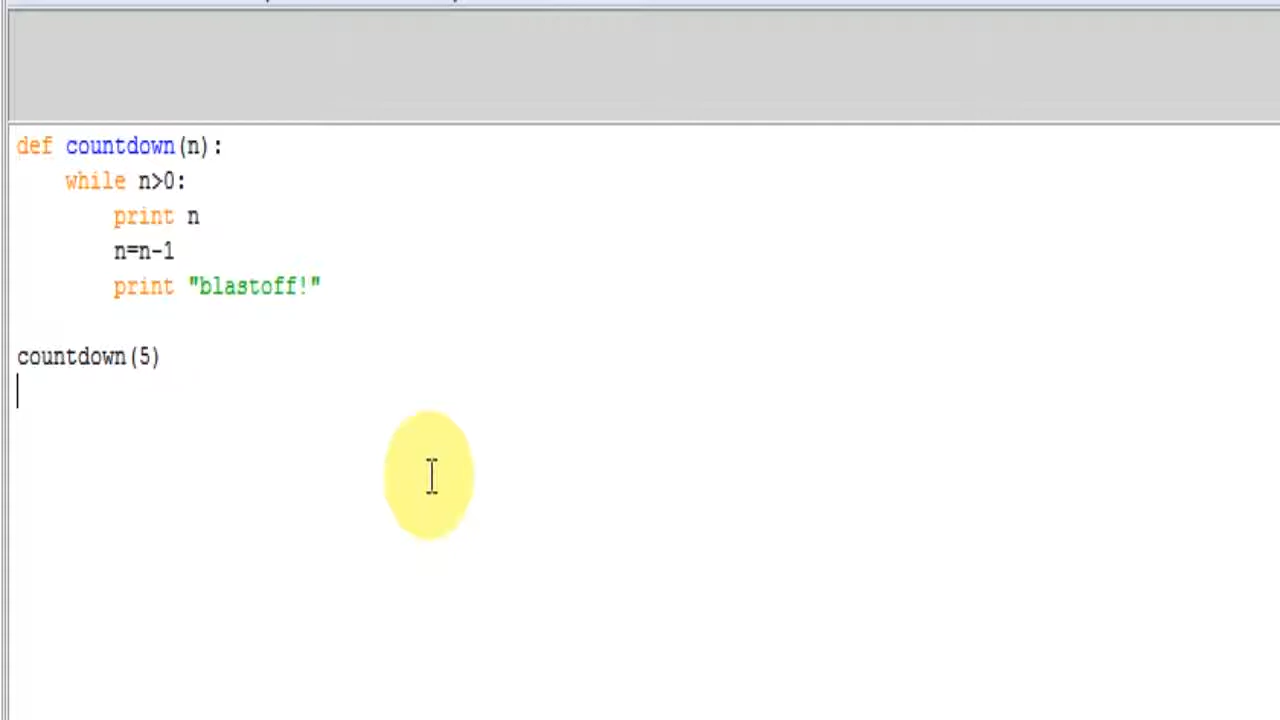 def countdown(n):
    while n>0:
        print n
        n=n-1
        print "blastoff!"

countdown(5)